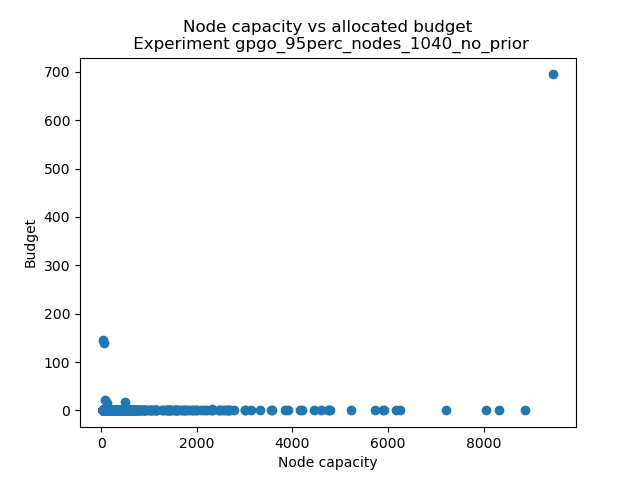 Node capacity vs allocated budget
Experiment gpgo_95perc_nodes_1040_no_prior
700
600
500
400
300
200
100
0
Budget
0 2000 4000 6000 8000
Node capacity